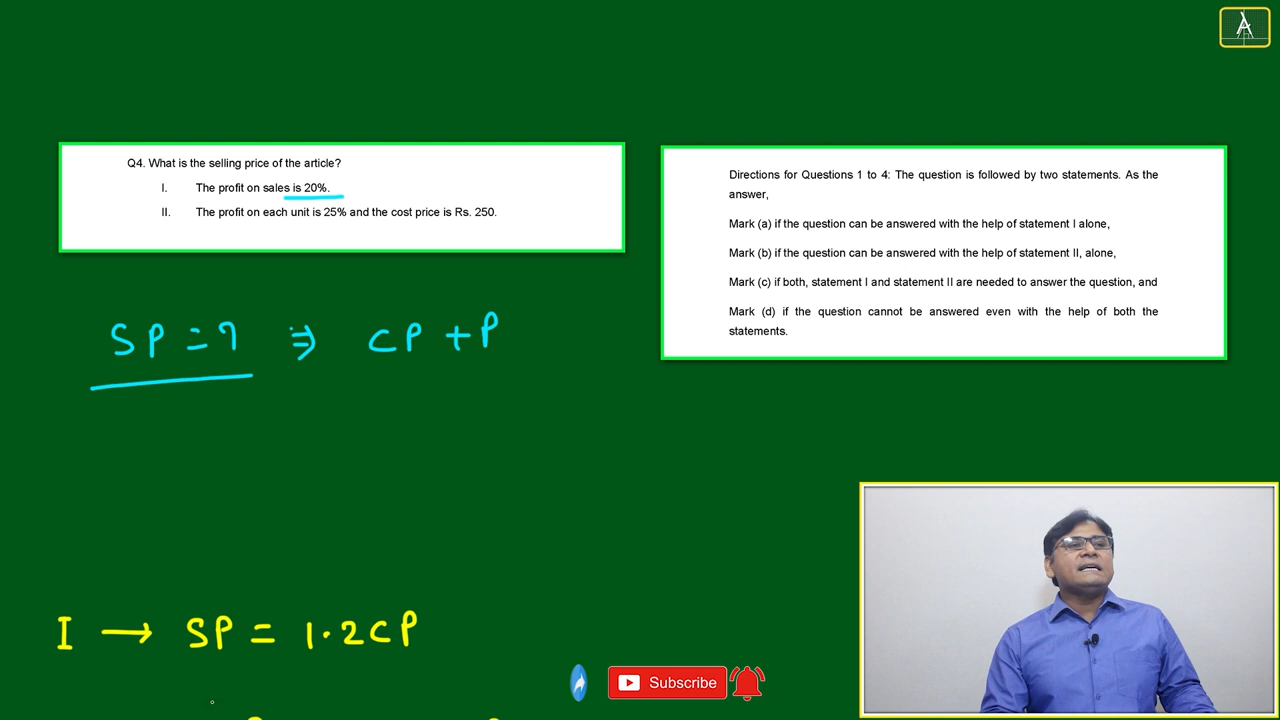 Q4. What is the selling price of the article?
I. The profit on sales is 20%.
II. The profit on each unit is 25% and the cost price is Rs. 250.
Directions for Questions 1 to 4: The question is followed by two statements. As the
answer,
Mark (a) if the question can be answered with the help of statement I alone,
Mark (b) if the question can be answered with the help of statement II, alone,
Mark (c) if both, statement I and statement II are needed to answer the question, and
Mark (d) if the question cannot be answered even with the help of both the
statements.
SP = ? ⇒ CP + P
I → SP = 1.2CP
Subscribe